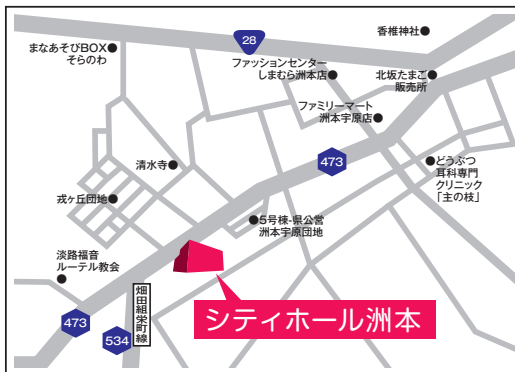 香椎神社
28
まなあそびBOX
そらのわ
ファッションセンター
しまむら洲本店
北坂たまご
販売所
ファミリーマート
洲本宇原店
473
どうぶつ
耳科専門
クリニック
「主の枝」
清水寺
戎ヶ丘団地
5号棟-県公営
洲本宇原団地
淡路福音
ルーテル教会
畑田組栄町線
シティホール洲本
473
534